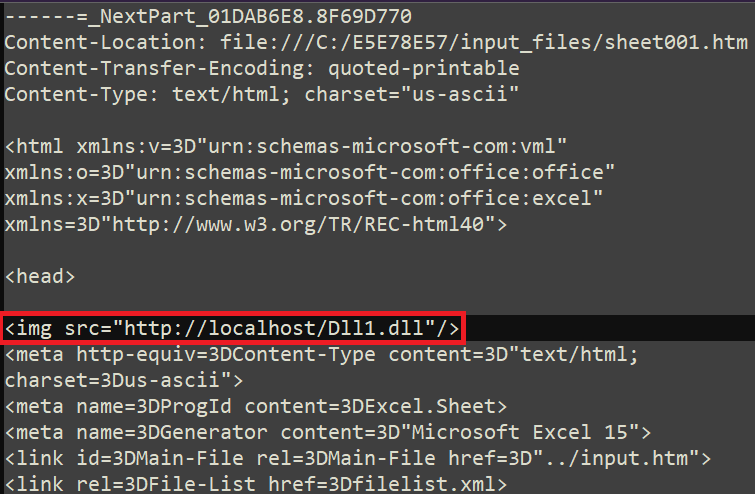 ------=_NextPart_01DAB6E8.8F69D770
Content-Location: file:///C:/E5E78E57/input_files/sheet001.htm
Content-Transfer-Encoding: quoted-printable
Content-Type: text/html; charset="us-ascii"
<html xmlns:v=3D"urn:schemas-microsoft-com:vml"
xmlns:o=3D"urn:schemas-microsoft-com:office:office"
xmlns:x=3D"urn:schemas-microsoft-com:office:excel"
xmlns=3D"http://www.w3.org/TR/REC-html40">
<head>
<img src="http://localhost/Dll1.dll"/>
<meta http-equiv=3DContent-Type content=3D"text/html;
charset=3Dus-ascii">
<meta name=3DProgId content=3DExcel.Sheet>
<meta name=3DGenerator content=3D"Microsoft Excel 15">
<link id=3DMain-File rel=3DMain-File href=3D"../input.htm">
<link rel=3DFile-List href=3Dfilelist.xml>